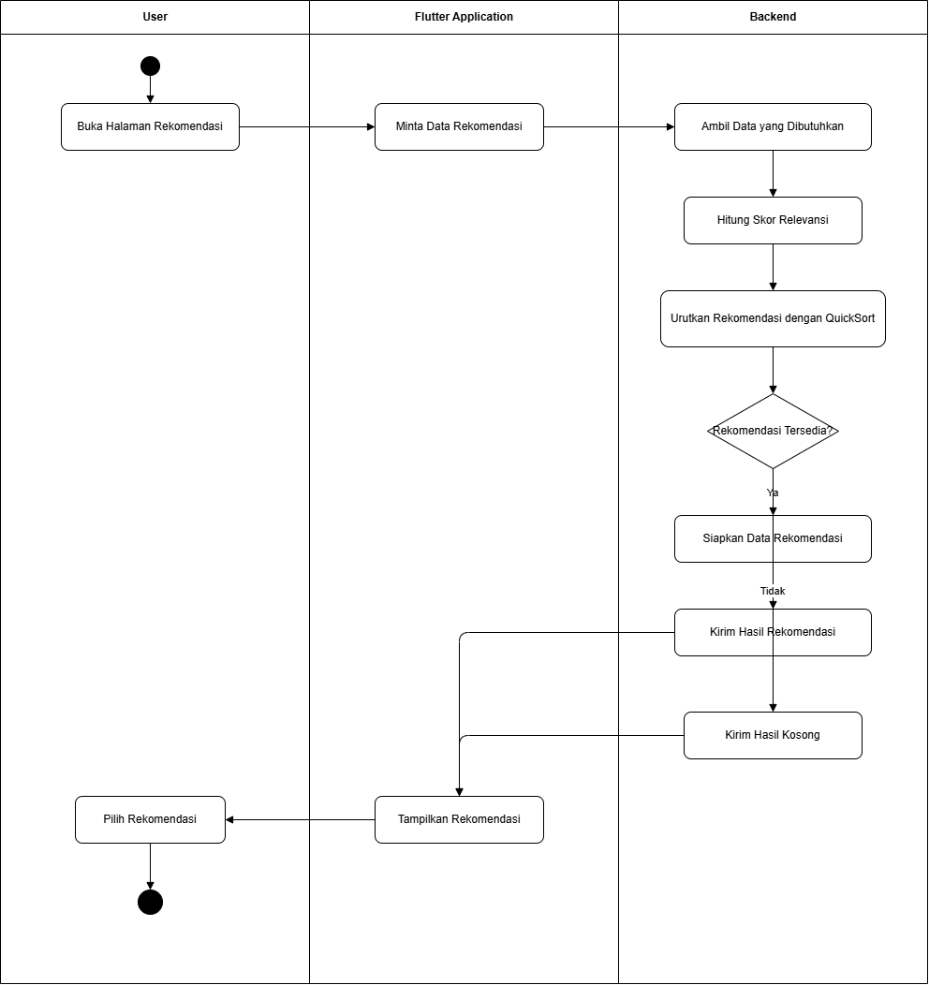 User
Flutter Application
Backend
Buka Halaman Rekomendasi
Minta Data Rekomendasi
Ambil Data yang Dibutuhkan
Hitung Skor Relevansi
Urutkan Rekomendasi dengan QuickSort
Rekomendasi Tersedia?
Ya
Siapkan Data Rekomendasi
Tidak
Kirim Hasil Rekomendasi
Kirim Hasil Kosong
Pilih Rekomendasi
Tampilkan Rekomendasi